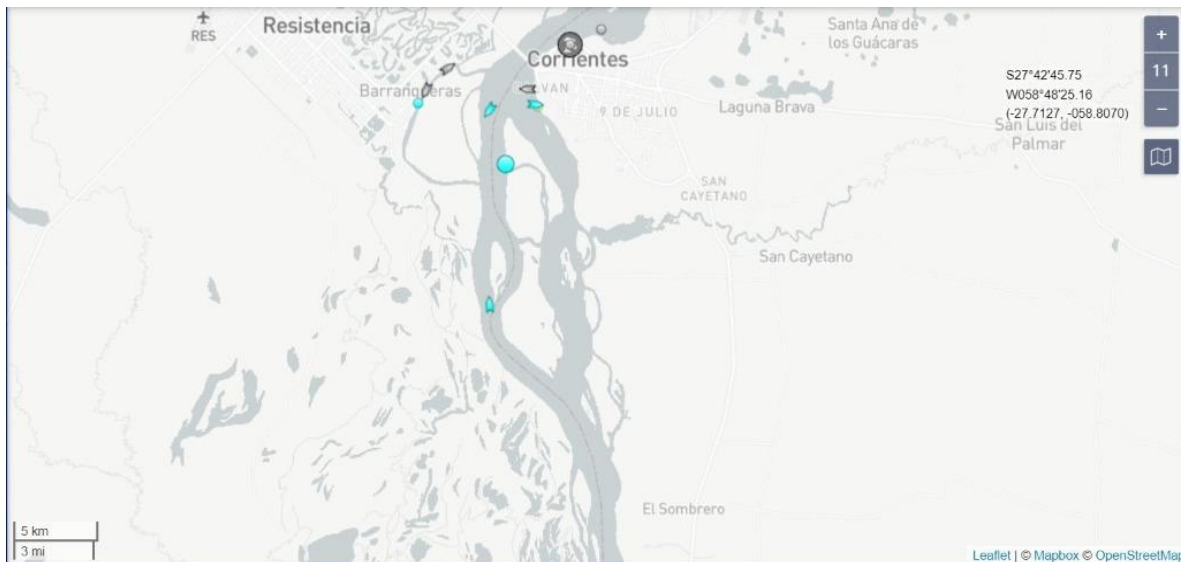 Resistencia
RES
Corrientes
Barranqueras
VAN
9 DE JULIO
Santa Ana de
los Guácaras
Laguna Brava
San Luis del
Palmar
SAN
CAYETANO
San Cayetano
El Sombrero
+
11
−
S27°42'45.75
W058°48'25.16
(-27.7127, -058.8070)
5 km
3 mi
Leaflet | © Mapbox © OpenStreetMap